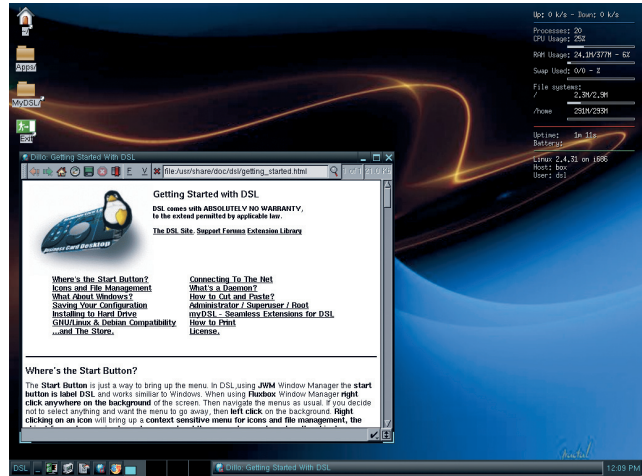 Up: 0 k/s - Down: 0 k/s
Processes: 20
CPU Usage: 25%
RAM Usage: 24.1M/377M - 6%
Swap Used: 0/0 - %
File systems:
/ 2.3M/2.9M
/home 291M/293M
Uptime: 1m 11s
Battery:
Linux 2.4.31 on i686
Host: box
User: dsl
~/
Apps/
MyDSL/
Exit
Dillo: Getting Started With DSL
F V file:/usr/share/doc/dsl/getting_started.html
Getting Started with DSL
DSL comes with ABSOLUTELY NO WARRANTY,
to the extend permitted by applicable law.
The DSL Site. Support Forums Extension Library
Business Card Desktop
Where's the Start Button?
Icons and File Management
What About Windows?
Saving Your Configuration
Installing to Hard Drive
GNU/Linux & Debian Compatibility
...and The Store.
Connecting To The Net
What's a Daemon?
How to Cut and Paste?
Administrator / Superuser / Root
myDSL - Seamless Extensions for DSL
How to Print
License.
Where's the Start Button?
The Start Button is just a way to bring up the menu. In DSL,using JWM Window Manager the start
button is label DSL and works similiar to Windows. When using Fluxbox Window Manager right
click anywhere on the background of the screen. Then navigate the menus as usual. If you decide
not to select anything and want the menu to go away, then left click on the background. Right
clicking on an icon will bring up a context sensitive menu for icons and file management, the
DSL
Dillo: Getting Started With DSL
12:09 PM